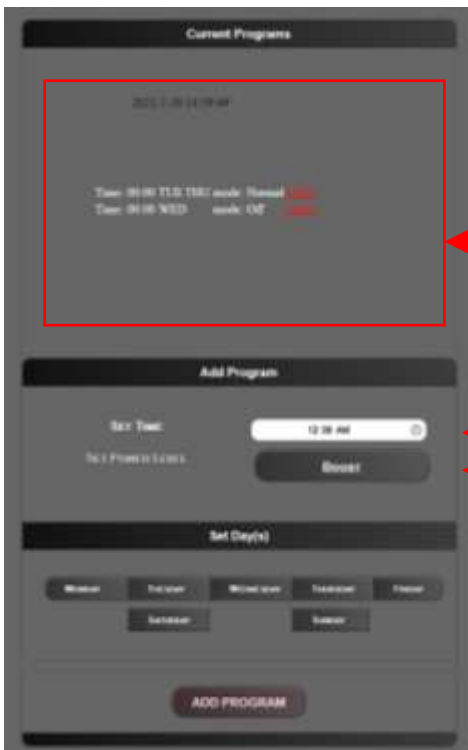 Current Programs
Time: 00:00 TUE THU mode: Normal
Time: 00:00 WED mode: Off
Add Program
Set Time
12:30 AM
Set Power Level
Boost
Set Day(s)
Monday Tuesday Wednesday Thursday Friday
Saturday Sunday
ADD PROGRAM